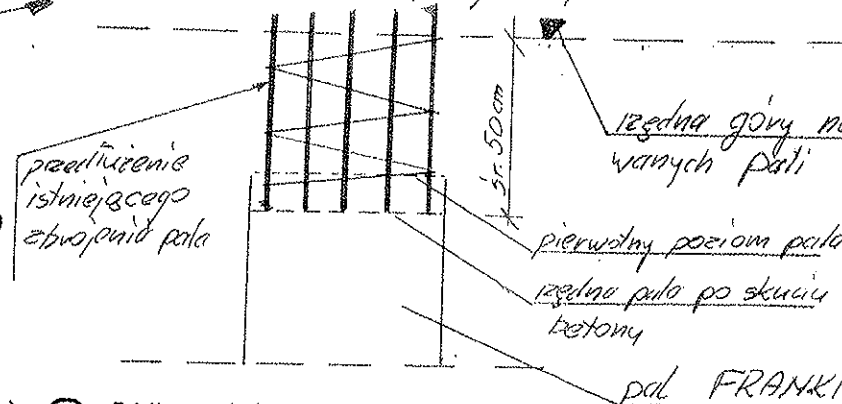 śr. 50cm
rzędna góry
wanych pali
przedłużenie
istniejącego
zbrojenia pala
pierwotny poziom pala
rzędna pala po skuciu
betonu
pal FRANKI